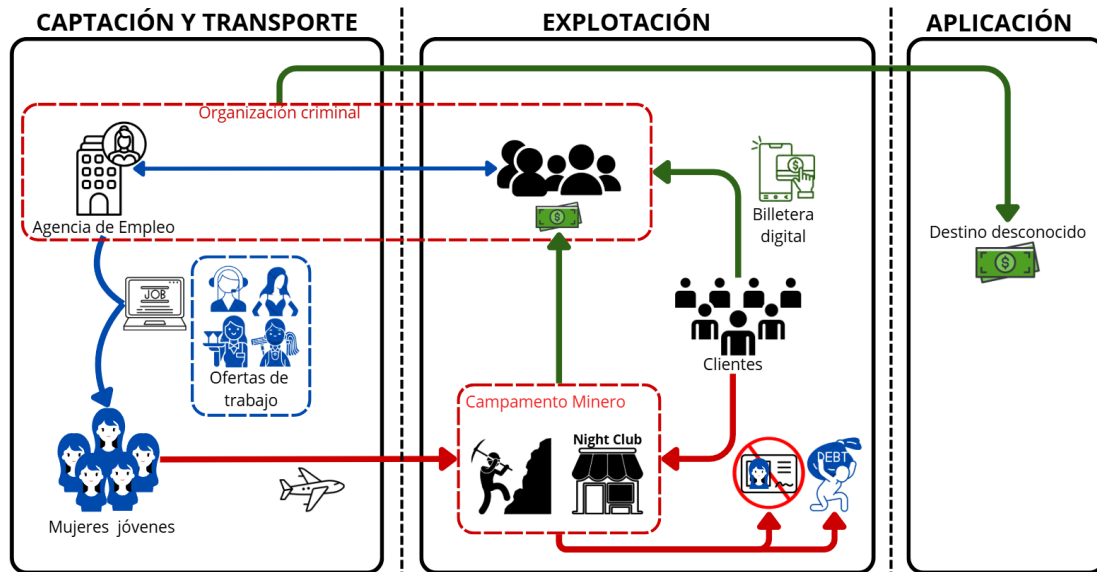 CAPTACIÓN Y TRANSPORTE
EXPLOTACIÓN
APLICACIÓN
Organización criminal
Agencia de Empleo
JOB
Ofertas de
trabajo
Mujeres jóvenes
Billetera
digital
Clientes
Campamento Minero
Night Club
DEBT
Destino desconocido